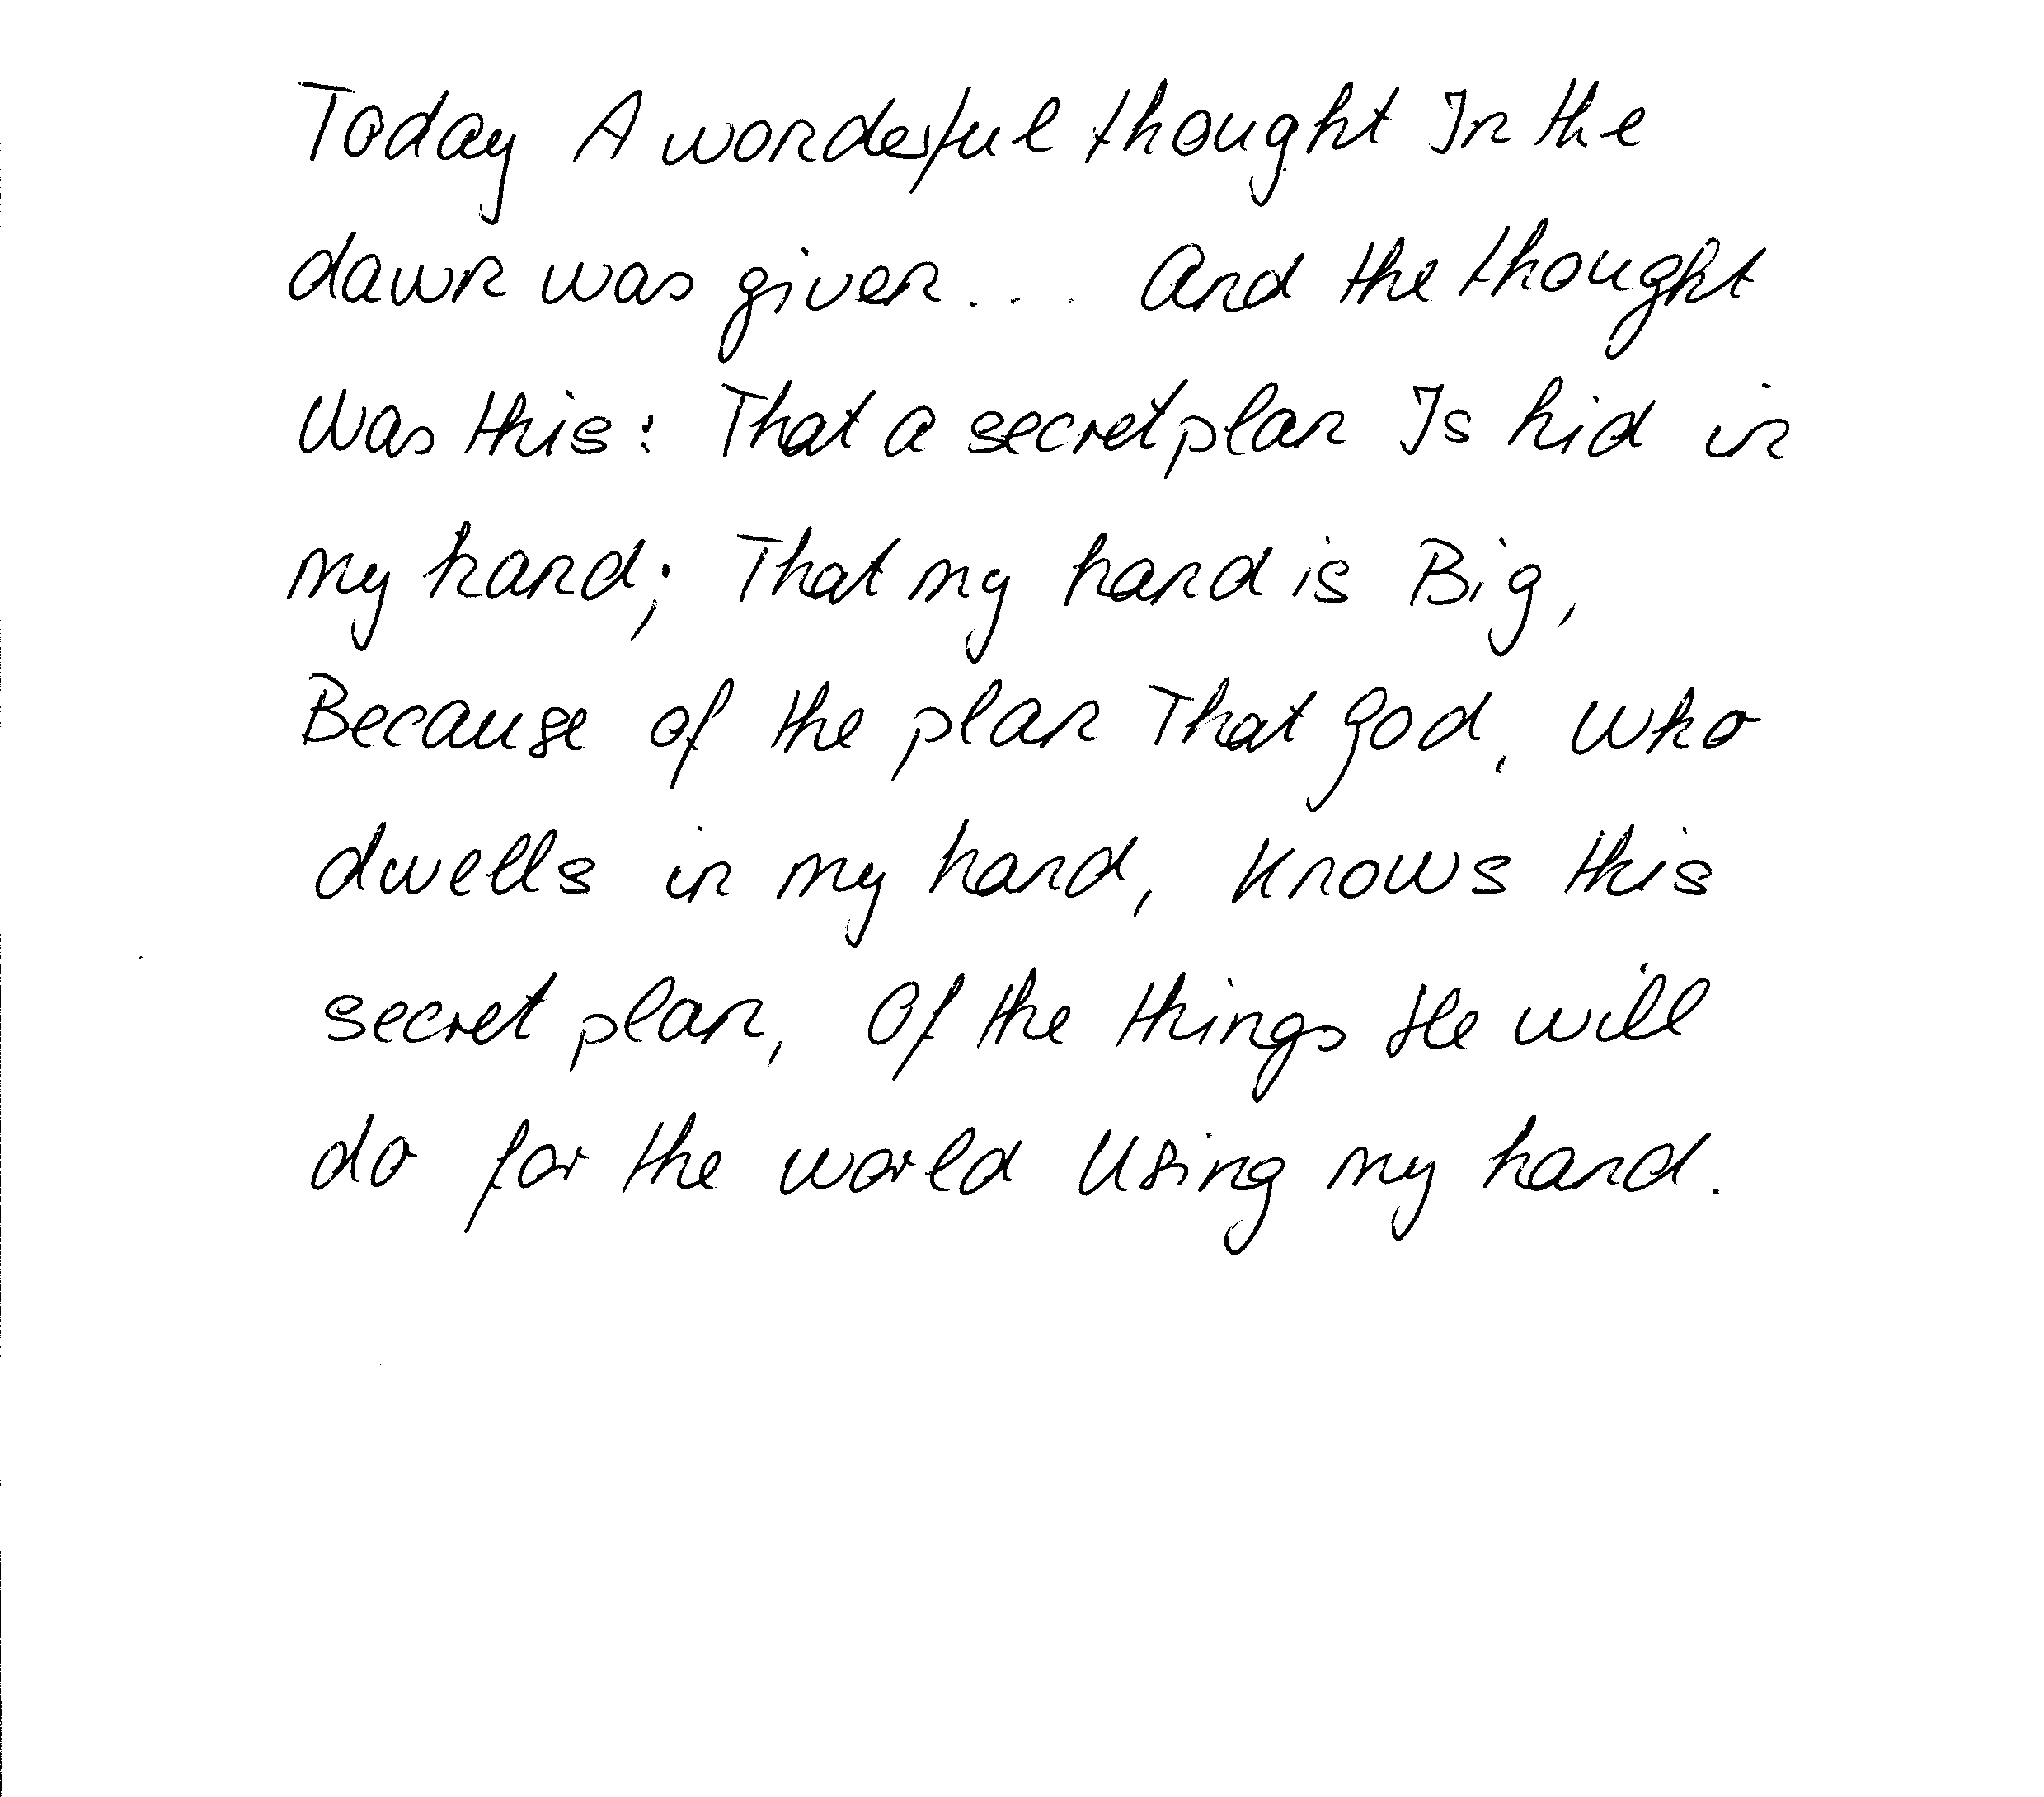 Today A wonderful thought In the
dawn was given... And the thought
Was this: That a secret plan Is hid in
my hand; That my hand is Big,
Because of the plan That God, Who
dwells in my hand, Knows this
secret plan, Of the things He will
do for the world Using my hand.